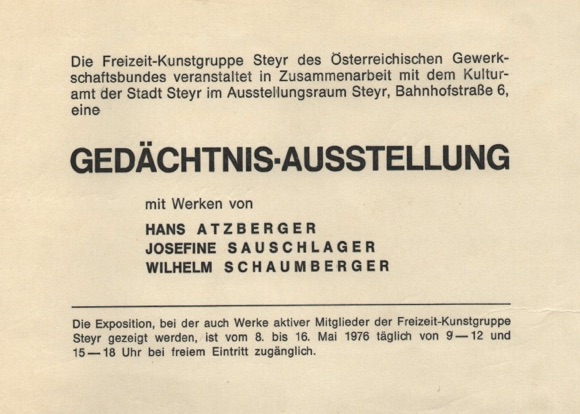 Die Freizeit-Kunstgruppe Steyr des Österreichischen Gewerk-
schaftsbundes veranstaltet in Zusammenarbeit mit dem Kultur-
amt der Stadt Steyr im Ausstellungsraum Steyr, Bahnhofstraße 6,
eine
GEDÄCHTNIS-AUSSTELLUNG
mit Werken von
HANS ATZBERGER
JOSEFINE SAUSCHLAGER
WILHELM SCHAUMBERGER
Die Exposition, bei der auch Werke aktiver Mitglieder der Freizeit-Kunstgruppe
Steyr gezeigt werden, ist vom 8. bis 16. Mai 1976 täglich von 9—12 und
15—18 Uhr bei freiem Eintritt zugänglich.